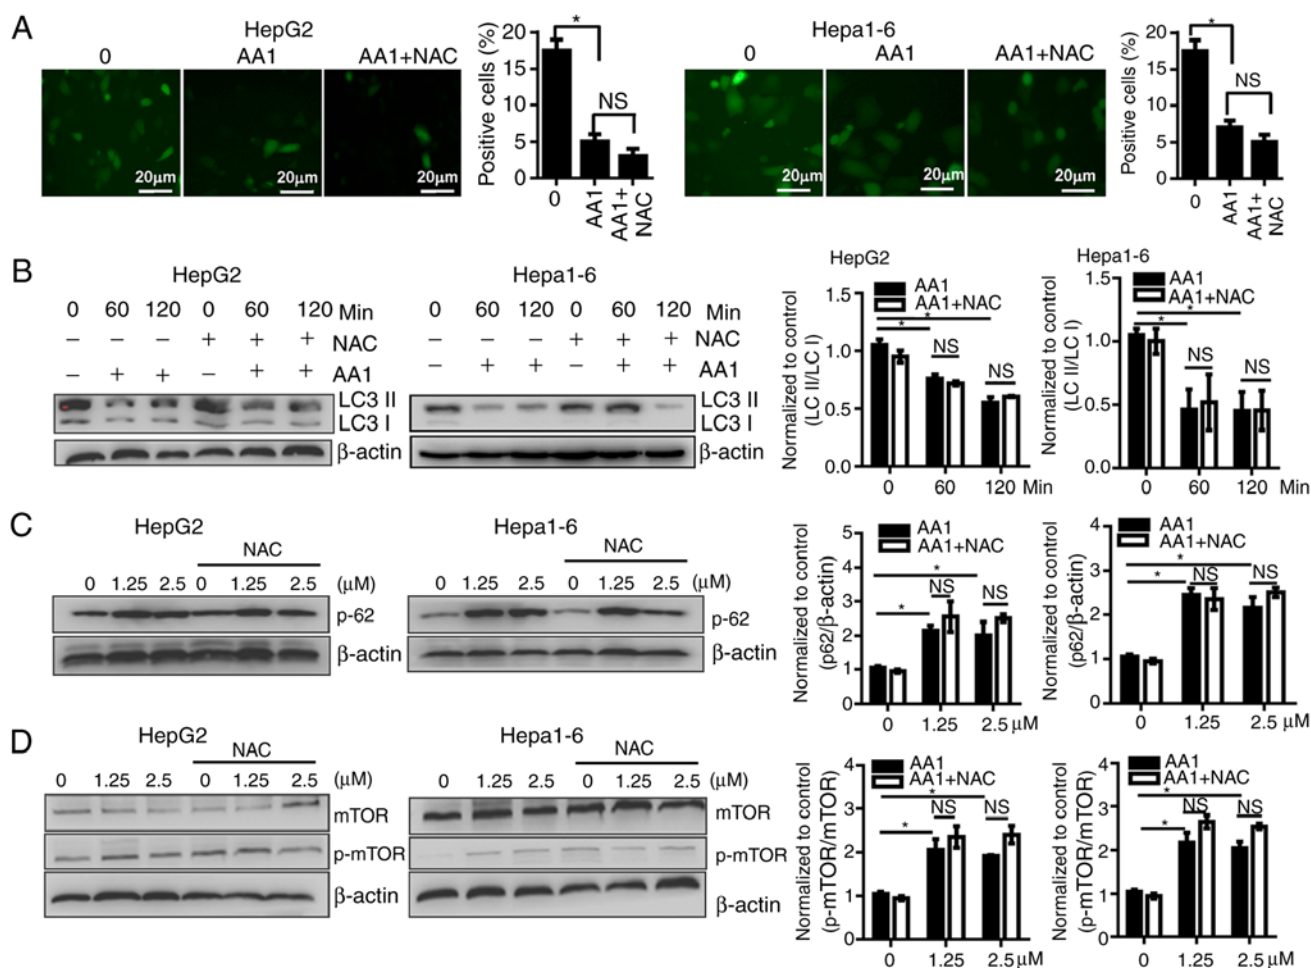 A
HepG2
0 AA1 AA1+NAC
20μm 20μm 20μm
Positive cells (%)
20
15
10
5
0
*
NS
0 AA1 AA1+NAC
Hepa1-6
0 AA1 AA1+NAC
20μm 20μm 20μm
Positive cells (%)
20
15
10
5
0
*
NS
0 AA1 AA1+NAC
B
HepG2
0 60 120 0 60 120 Min
– – – + + + NAC
– + + – + + AA1
LC3 II
LC3 I
β-actin
Hepa1-6
0 60 120 0 60 120 Min
– – – + + + NAC
– + + – + + AA1
LC3 II
LC3 I
β-actin
HepG2
Normalized to control
(LC II/LC I)
1.5
1.0
0.5
0.0
AA1
AA1+NAC
*
*
NS
NS
0 60 120 Min
Hepa1-6
Normalized to control
(LC II/LC I)
1.5
1.0
0.5
0.0
AA1
AA1+NAC
*
*
NS
NS
0 60 120 Min
C
HepG2
NAC
0 1.25 2.5 0 1.25 2.5 (μM)
p-62
β-actin
Hepa1-6
NAC
0 1.25 2.5 0 1.25 2.5 (μM)
p-62
β-actin
Normalized to control
(p62/β-actin)
5
4
3
2
1
0
AA1
AA1+NAC
*
*
NS
NS
0 1.25 2.5 μM
Normalized to control
(p62/β-actin)
4
3
2
1
0
AA1
AA1+NAC
*
*
NS
NS
0 1.25 2.5 μM
D
HepG2
NAC
0 1.25 2.5 0 1.25 2.5 (μM)
mTOR
p-mTOR
β-actin
Hepa1-6
NAC
0 1.25 2.5 0 1.25 2.5 (μM)
mTOR
p-mTOR
β-actin
Normalized to control
(p-mTOR/mTOR)
4
3
2
1
0
AA1
AA1+NAC
*
*
NS
NS
0 1.25 2.5 μM
Normalized to control
(p-mTOR/mTOR)
4
3
2
1
0
AA1
AA1+NAC
*
*
NS
NS
0 1.25 2.5 μM